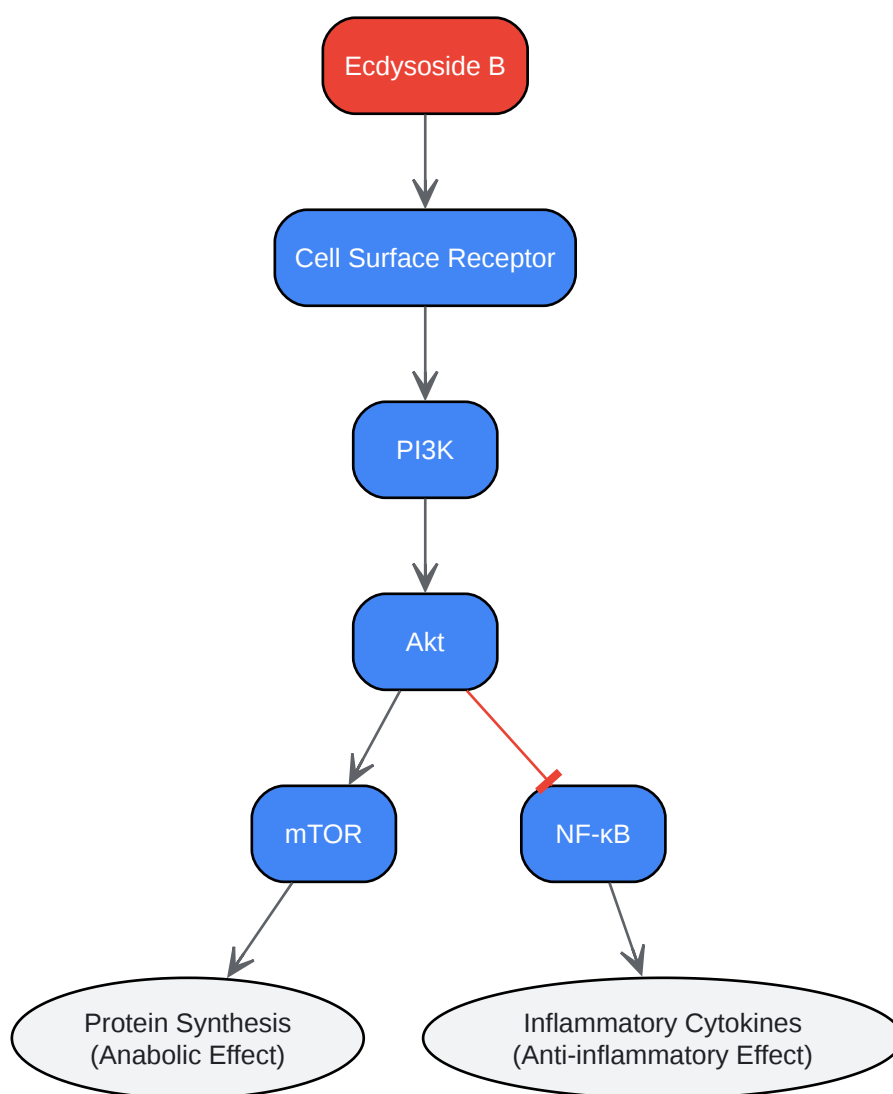 Ecdysoside B
Cell Surface Receptor
PI3K
Akt
mTOR
NF-κB
Protein Synthesis
(Anabolic Effect)
Inflammatory Cytokines
(Anti-inflammatory Effect)